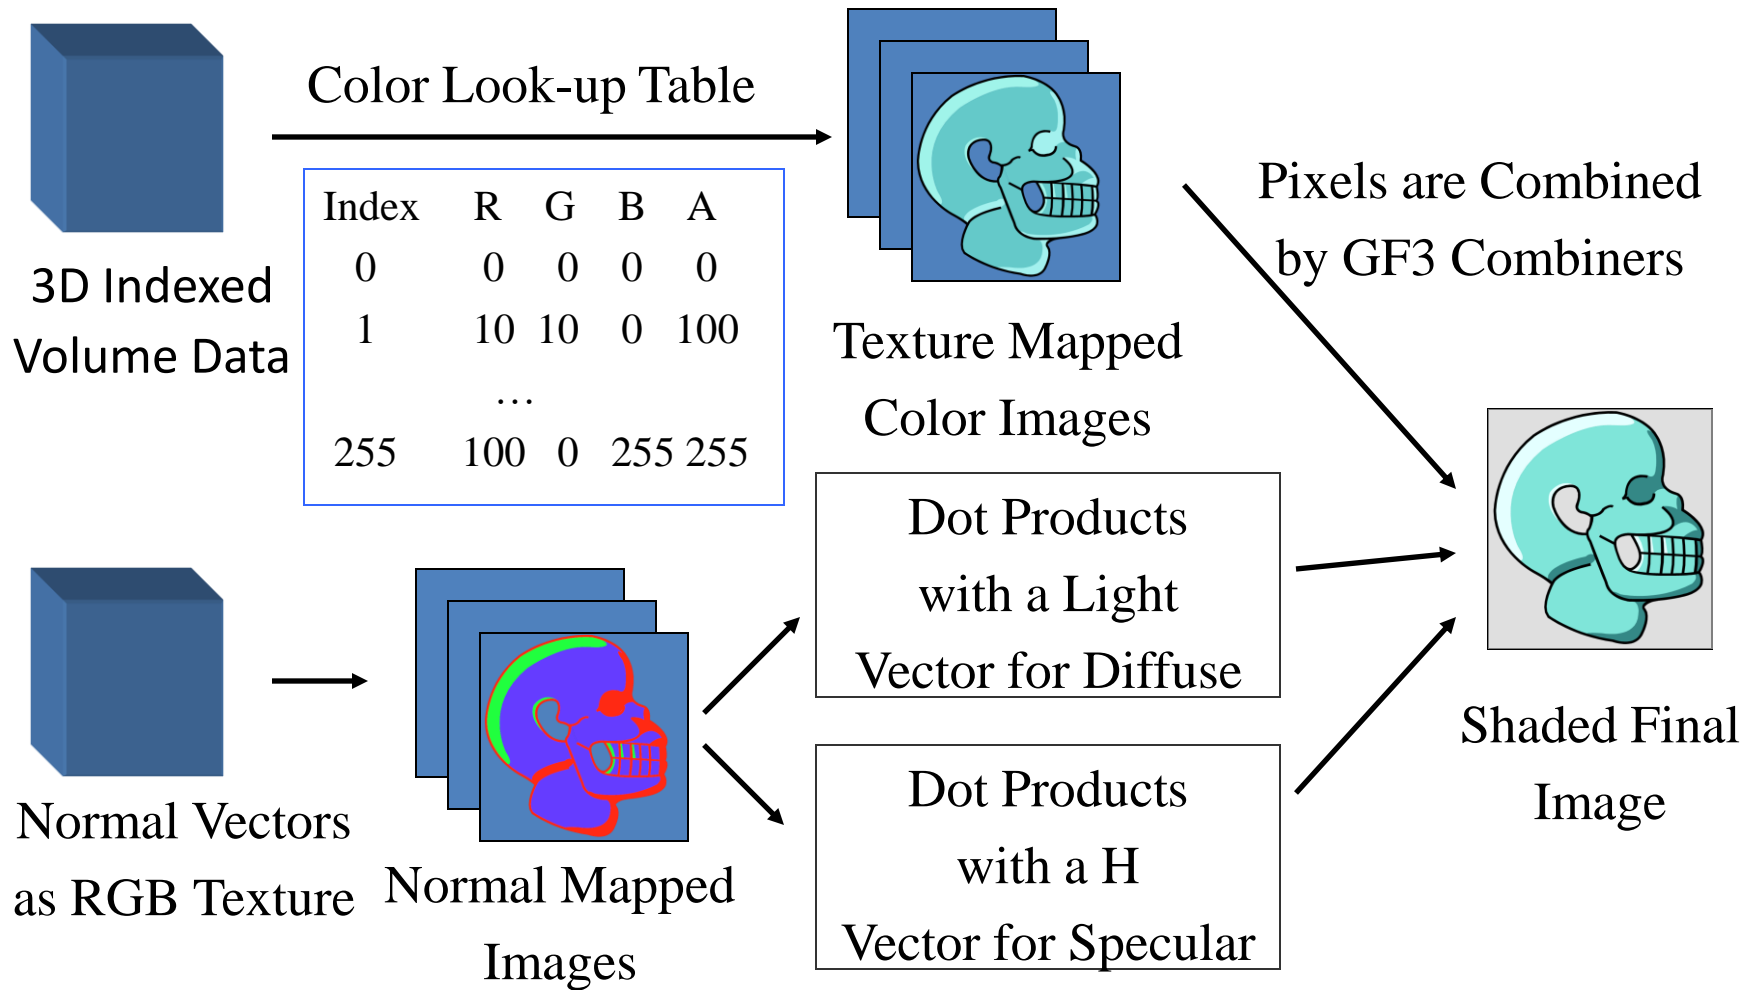 Color Look-up Table
Index R G B A
0 0 0 0 0
1 10 10 0 100
…
255 100 0 255 255
3D Indexed
Volume Data
Texture Mapped
Color Images
Pixels are Combined
by GF3 Combiners
Normal Vectors
as RGB Texture
Normal Mapped
Images
Dot Products
with a Light
Vector for Diffuse
Dot Products
with a H
Vector for Specular
Shaded Final
Image